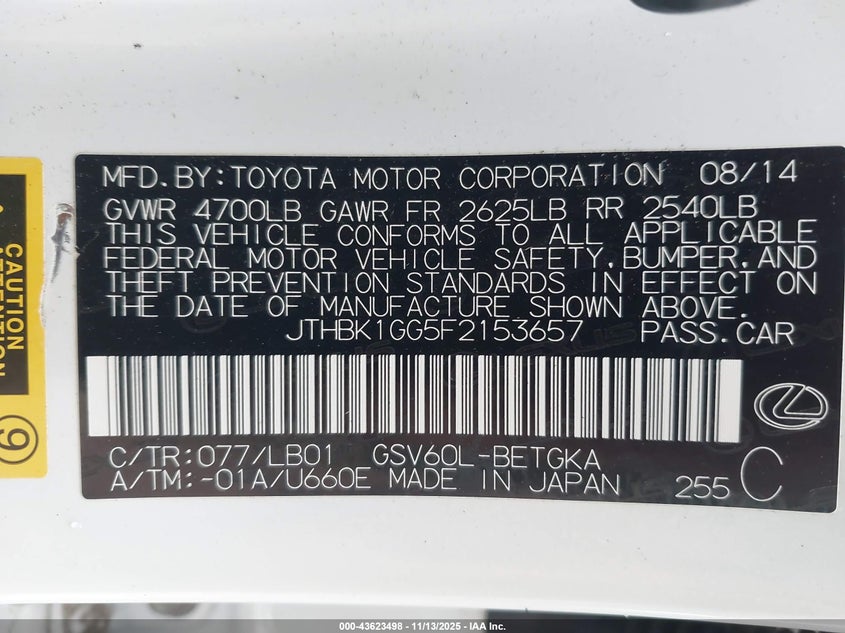 CAUTION
ATTENTION
9
MFD.BY:TOYOTA MOTOR CORPORATION 08/14
GVWR 4700LB GAWR FR 2625LB RR 2540LB
THIS VEHICLE CONFORMS TO ALL APPLICABLE
FEDERAL MOTOR VEHICLE SAFETY,BUMPER,AND
THEFT PREVENTION STANDARDS IN EFFECT ON
THE DATE OF MANUFACTURE SHOWN ABOVE.
JTHBK1GG5F2153657 PASS.CAR
C/TR:077/LB01 GSV60L-BETGKA
A/TM:-01A/U660E MADE IN JAPAN 255 C
000-43623498 - 11/13/2025 - IAA Inc.